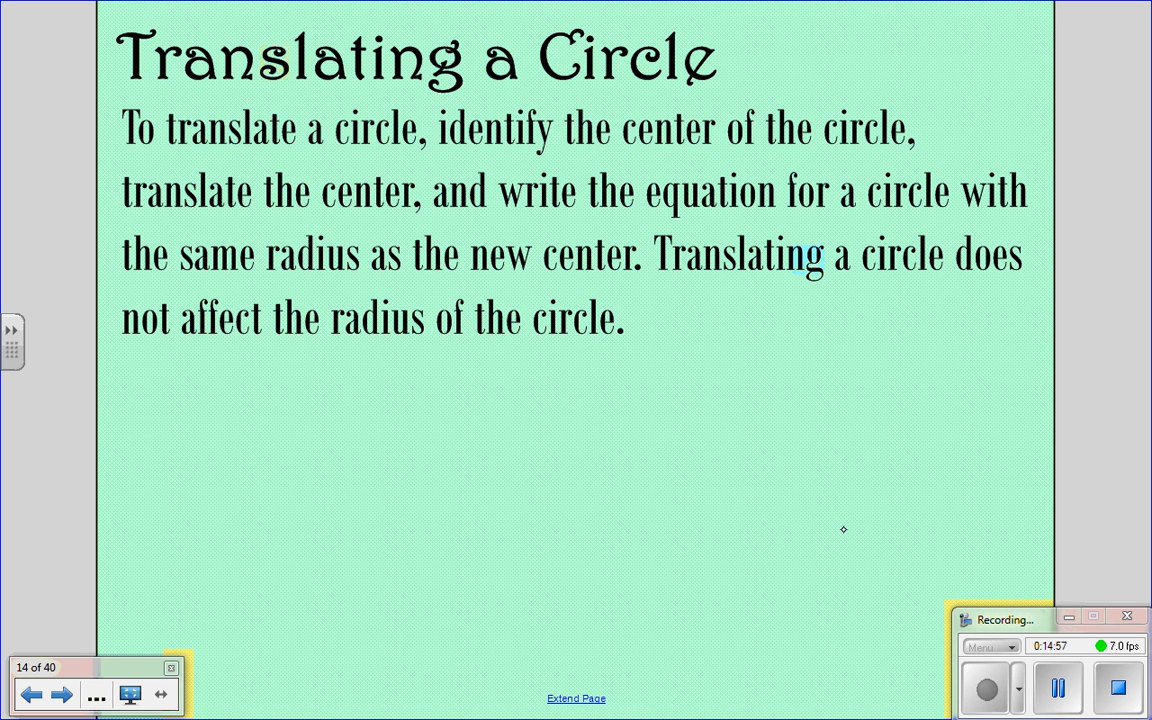 Translating a Circle
To translate a circle, identify the center of the circle,
translate the center, and write the equation for a circle with
the same radius as the new center. Translating a circle does
not affect the radius of the circle.
Recording...
Menu
0:14:57
7.0 fps
14 of 40
...
Extend Page